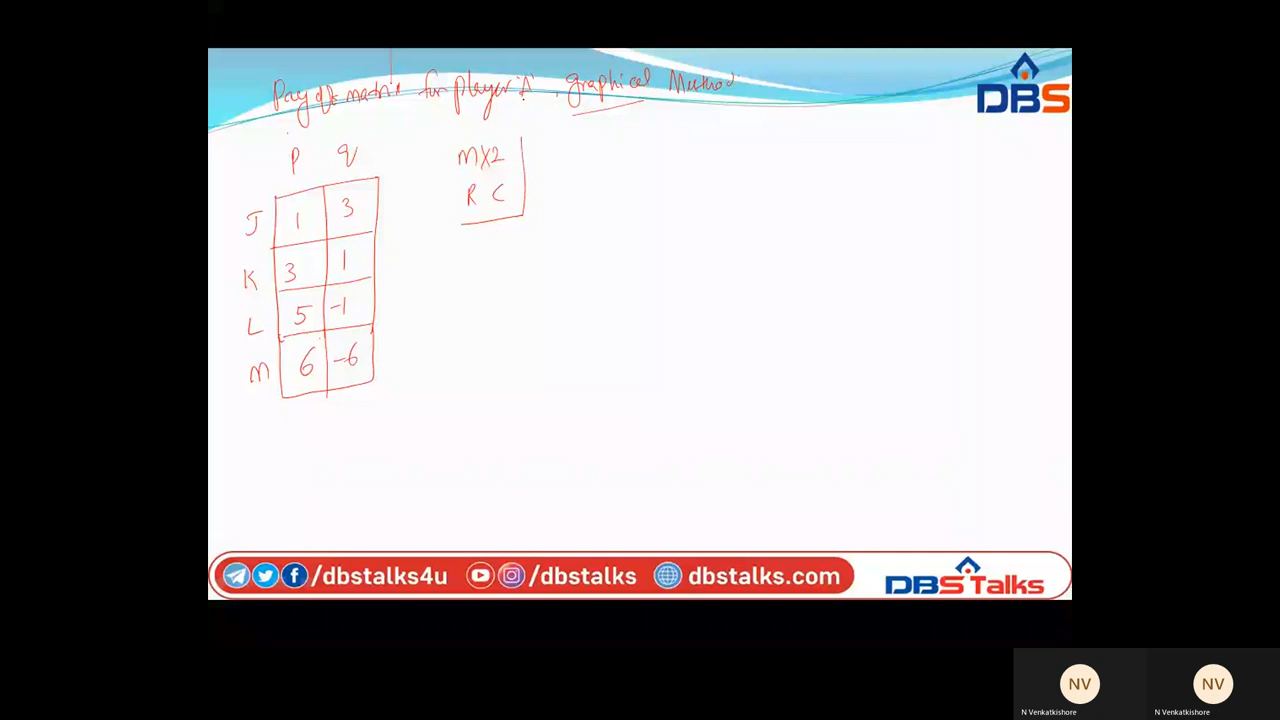 Pay off matrix for player 'A'. graphical Method
DBS
p q
m×2
R C
J 1 3
K 3 1
L 5 -1
M 6 -6
/dbstalks4u /dbstalks dbstalks.com DBS Talks
NV NV
N Venkatkishore N Venkatkishore